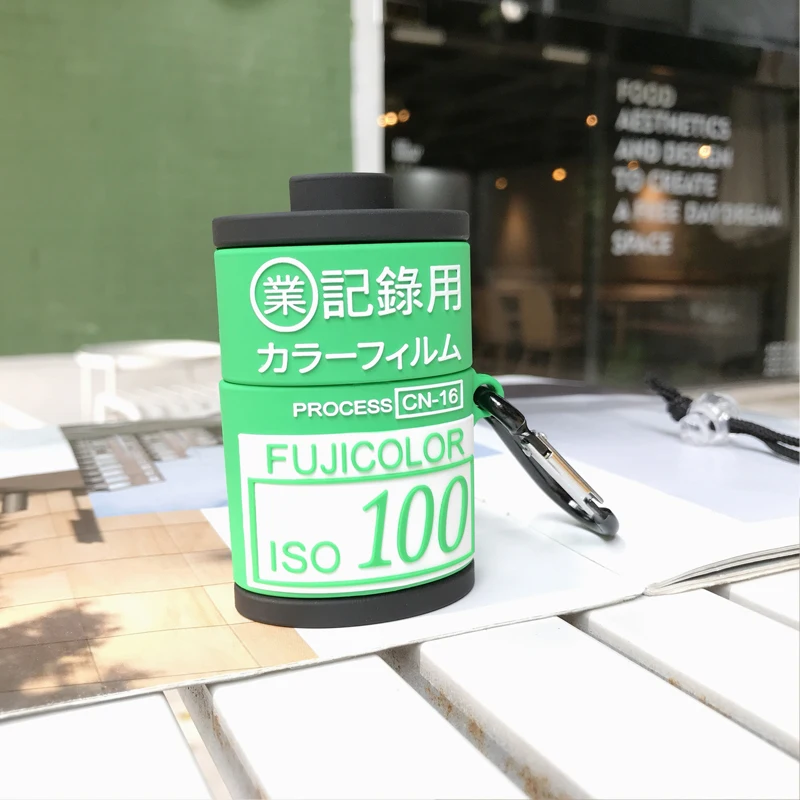 業 記錄用
カラーフィルム
PROCESS CN-16
FUJICOLOR
ISO 100
FOOD
AESTHETICS
AND DESIGN
TO CREATE
A FREE DAYDREAM
SPACE